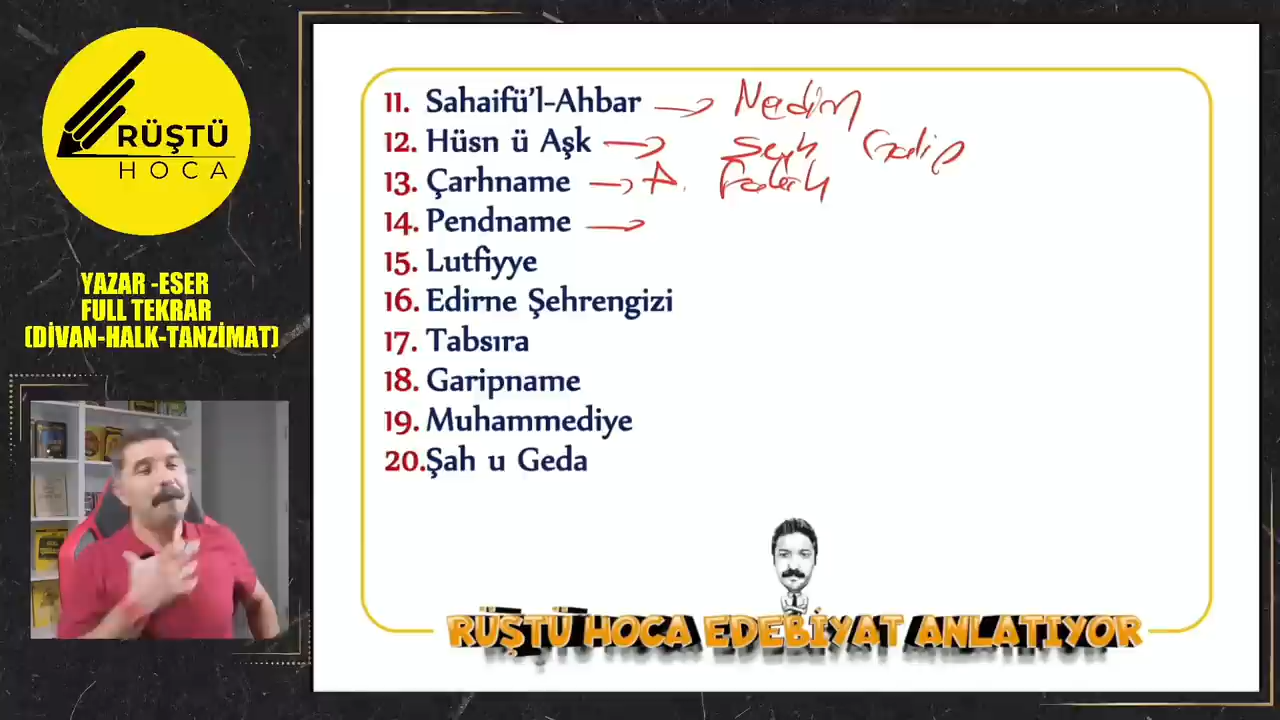 RÜŞTÜ
HOCA
YAZAR -ESER
FULL TEKRAR
(DİVAN-HALK-TANZİMAT)
11. Sahaifü'l-Ahbar → Nedim
12. Hüsn ü Aşk → Şeyh Galip
13. Çarhname → A. Fakih
14. Pendname →
15. Lutfiyye
16. Edirne Şehrengizi
17. Tabsıra
18. Garipname
19. Muhammediye
20.Şah u Geda
RÜŞTÜ HOCA EDEBİYAT ANLATIYOR